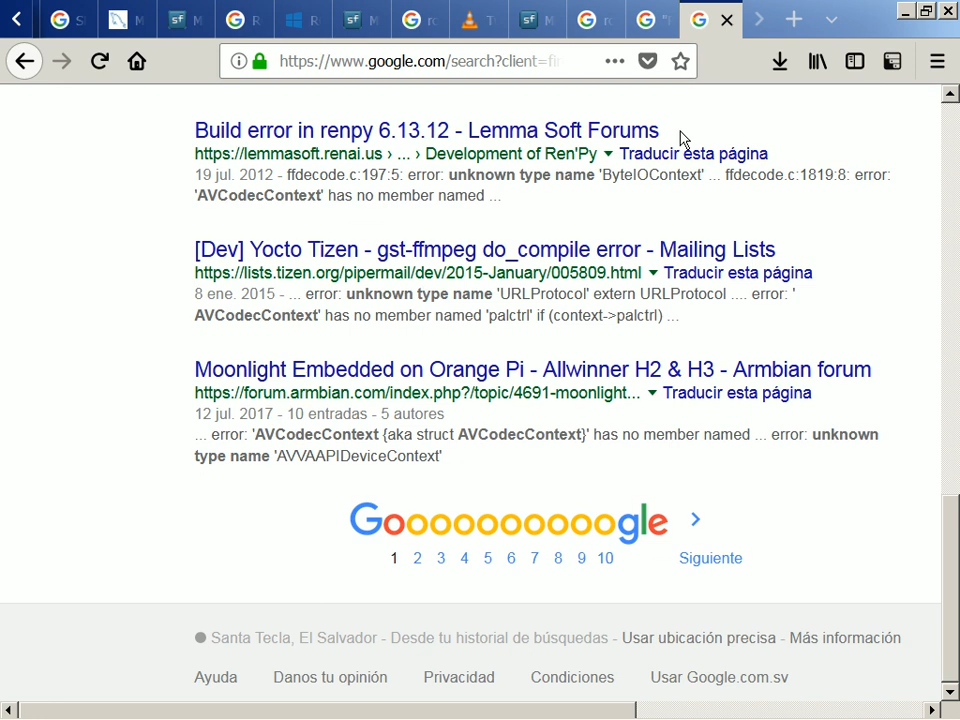 https://www.google.com/search?client=fi
Build error in renpy 6.13.12 - Lemma Soft Forums
https://lemmasoft.renai.us › ... › Development of Ren'Py ▼ Traducir esta página
19 jul. 2012 - ffdecode.c:197:5: error: unknown type name 'ByteIOContext' ... ffdecode.c:1819:8: error:
'AVCodecContext' has no member named ...
[Dev] Yocto Tizen - gst-ffmpeg do_compile error - Mailing Lists
https://lists.tizen.org/pipermail/dev/2015-January/005809.html ▼ Traducir esta página
8 ene. 2015 - ... error: unknown type name 'URLProtocol' extern URLProtocol .... error: '
AVCodecContext' has no member named 'palctrl' if (context->palctrl) ...
Moonlight Embedded on Orange Pi - Allwinner H2 & H3 - Armbian forum
https://forum.armbian.com/index.php?/topic/4691-moonlight... ▼ Traducir esta página
12 jul. 2017 - 10 entradas - 5 autores
... error: 'AVCodecContext {aka struct AVCodecContext}' has no member named ... error: unknown
type name 'AVVAAPIDeviceContext'
Goooooooooogle >
1 2 3 4 5 6 7 8 9 10 Siguiente
Santa Tecla, El Salvador - Desde tu historial de búsquedas - Usar ubicación precisa - Más información
Ayuda Danos tu opinión Privacidad Condiciones Usar Google.com.sv